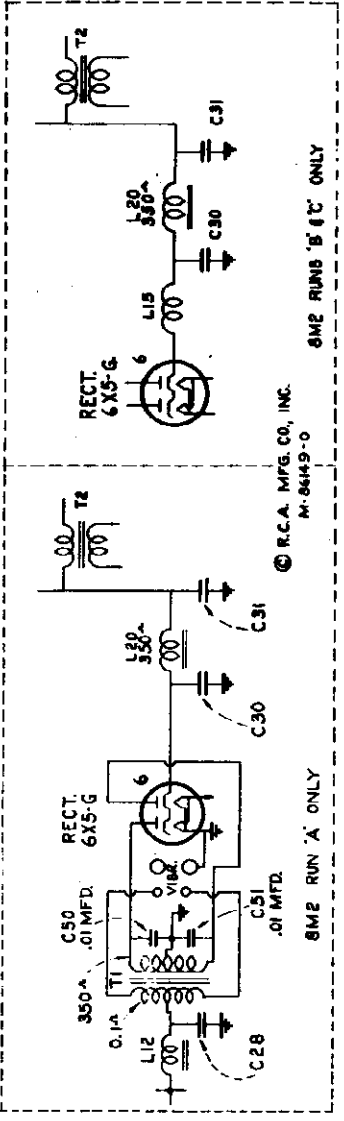 C50
.01 MFD.
350Ω
T1
0.1Ω
L12
C28
VIBR.
C51
.01 MFD.
RECT.
6X5-G
6
L20
350Ω
C30
C31
T2
8M2 RUN "A" ONLY
© R.C.A. MFG. CO., INC.
M-86149-0
RECT.
6X5-G.
6
L15
L20
350Ω
C30
C31
T2
8M2 RUNS "B" & "C" ONLY